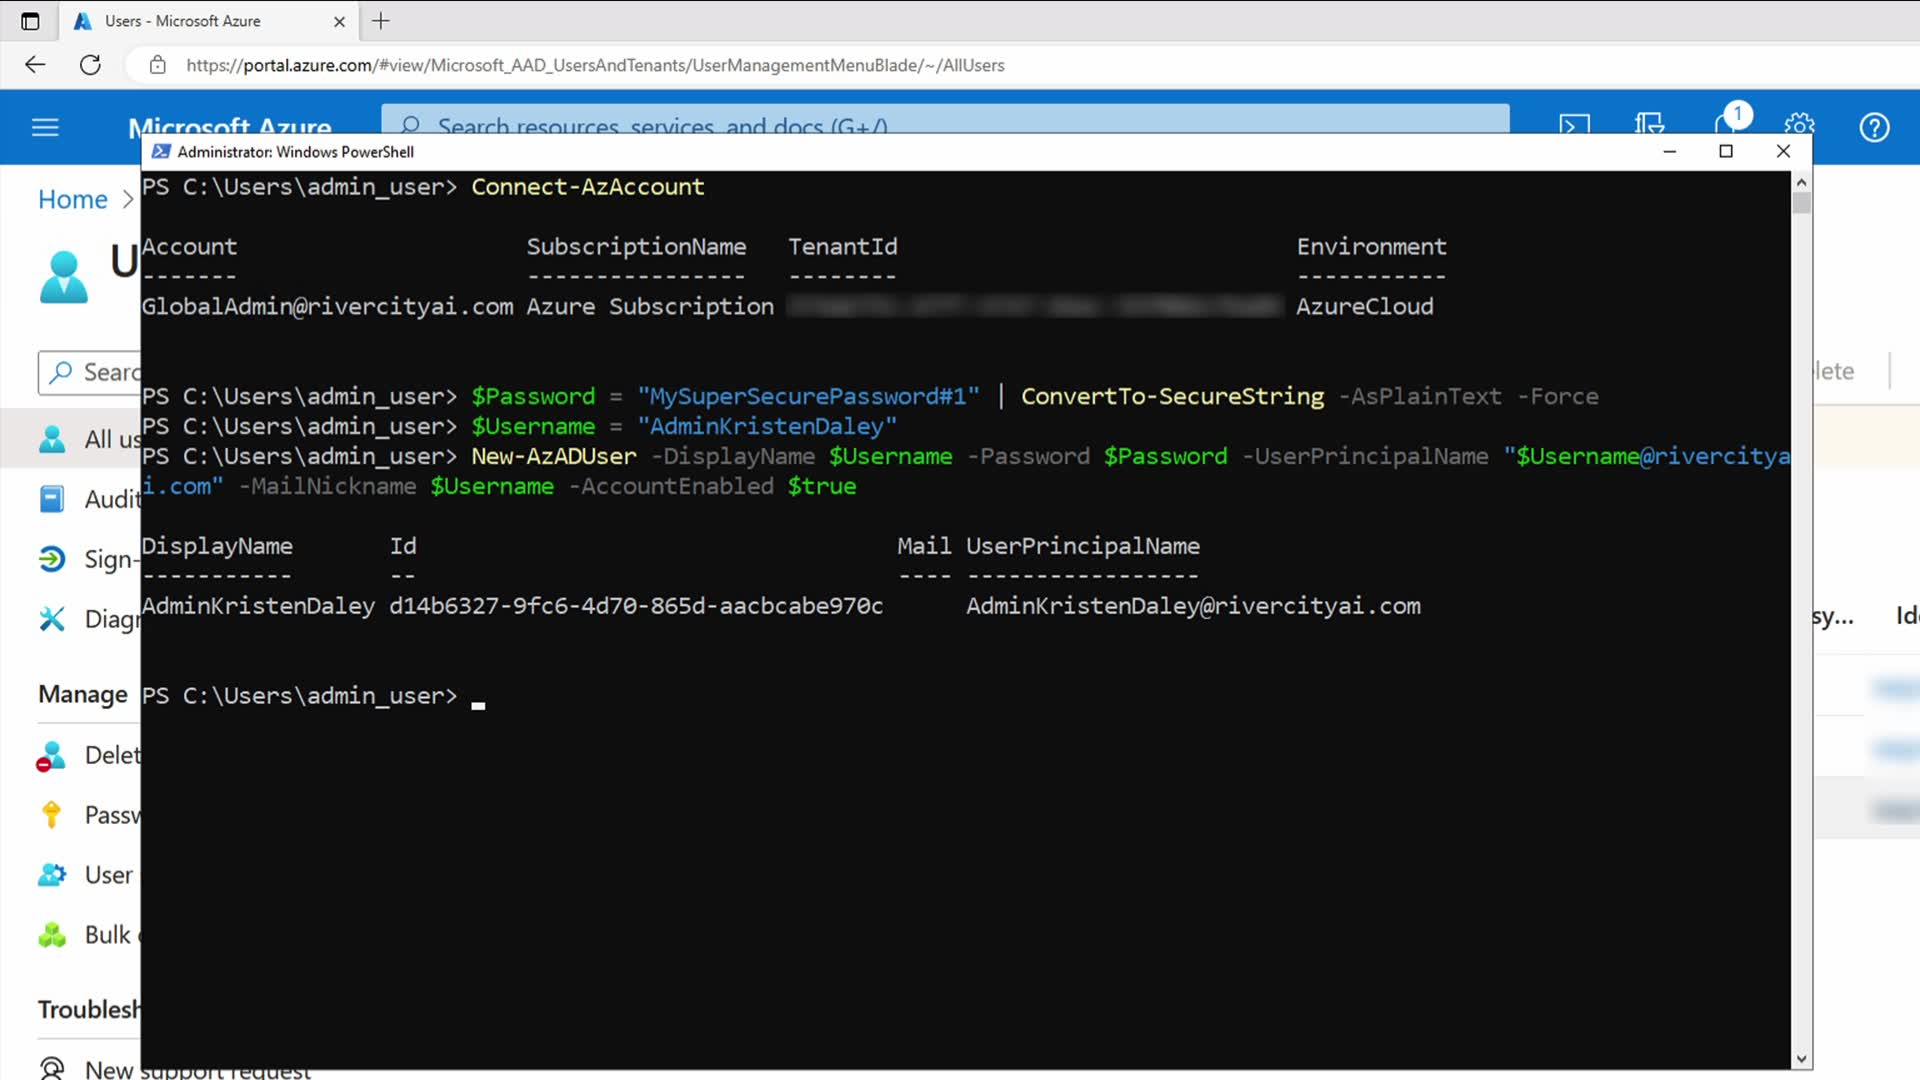 Users - Microsoft Azure
https://portal.azure.com/#view/Microsoft_AAD_UsersAndTenants/UserManagementMenuBlade/~/AllUsers
Microsoft Azure
Search resources, services, and docs (G+/)
1
Administrator: Windows PowerShell
Home
PS C:\Users\admin_user> Connect-AzAccount
Account SubscriptionName TenantId Environment
------- ---------------- -------- -----------
GlobalAdmin@rivercityai.com Azure Subscription AzureCloud
PS C:\Users\admin_user> $Password = "MySuperSecurePassword#1" | ConvertTo-SecureString -AsPlainText -Force
PS C:\Users\admin_user> $Username = "AdminKristenDaley"
PS C:\Users\admin_user> New-AzADUser -DisplayName $Username -Password $Password -UserPrincipalName "$Username@rivercitya
i.com" -MailNickname $Username -AccountEnabled $true
DisplayName Id Mail UserPrincipalName
----------- -- ---- -----------------
AdminKristenDaley d14b6327-9fc6-4d70-865d-aacbcabe970c AdminKristenDaley@rivercityai.com
PS C:\Users\admin_user>
U
Searc
lete
All us
Audit
Sign-
Diagn
sy... Ide
Manage
Delet
Passw
User
Bulk
Troublesh
New support request